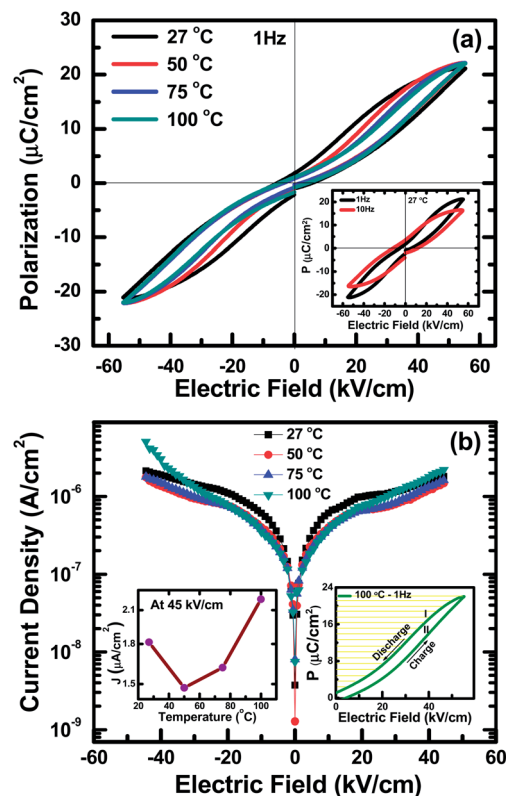 27 °C
50 °C
75 °C
100 °C
1Hz
(a)
Polarization (μC/cm²)
30
20
10
0
-10
-20
-30
-60
-40
-20
0
20
40
60
Electric Field (kV/cm)
1Hz
10Hz
27 °C
P (μC/cm²)
20
10
0
-10
-20
-60 -40 -20 0 20 40 60
Electric Field (kV/cm)
(b)
27 °C
50 °C
75 °C
100 °C
Current Density (A/cm²)
10⁻⁶
10⁻⁷
10⁻⁸
10⁻⁹
-60 -40 -20 0 20 40 60
Electric Field (kV/cm)
At 45 kV/cm
J (μA/cm²)
2.1
1.8
1.5
40 60 80 100
Temperature (°C)
100 °C - 1Hz
I
II
Discharge
Charge
P (μC/cm²)
24
16
8
0
0 20 40 60
Electric Field (kV/cm)